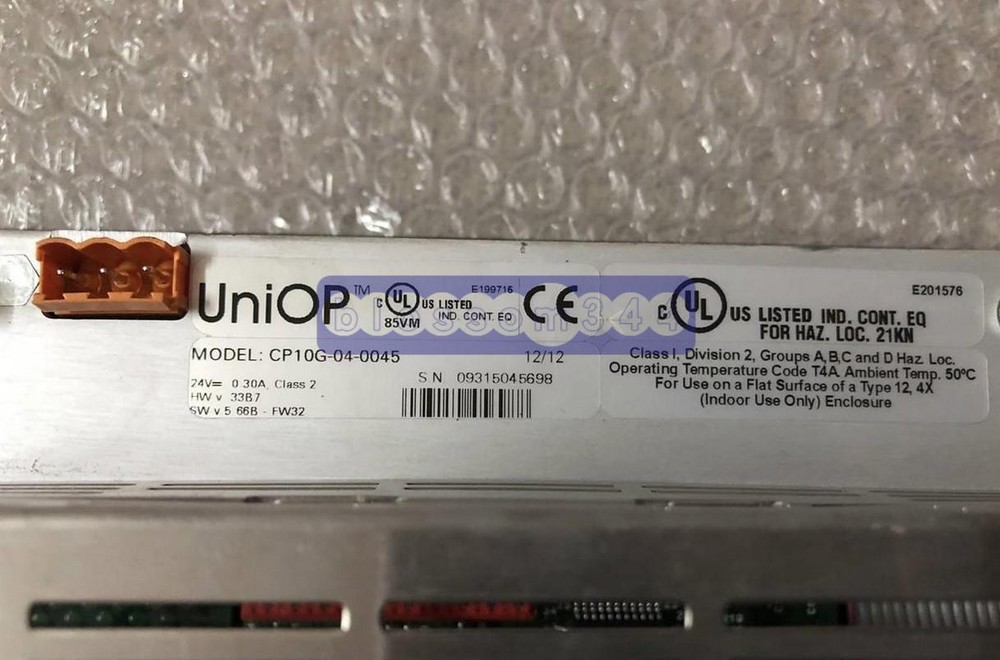 UniOP™
C UL US LISTED
E199716
IND. CONT. EQ
85VM
CE
MODEL: CP10G-04-0045
12/12
S N 09315045698
24V= 0.30A, Class 2
HW v 33B7
SW v 5 66B - FW32
E201576
C UL US LISTED IND. CONT. EQ
FOR HAZ. LOC. 21KN
Class I, Division 2, Groups A,B,C and D Haz. Loc.
Operating Temperature Code T4A. Ambient Temp. 50°C
For Use on a Flat Surface of a Type 12, 4X
(Indoor Use Only) Enclosure
blossom344